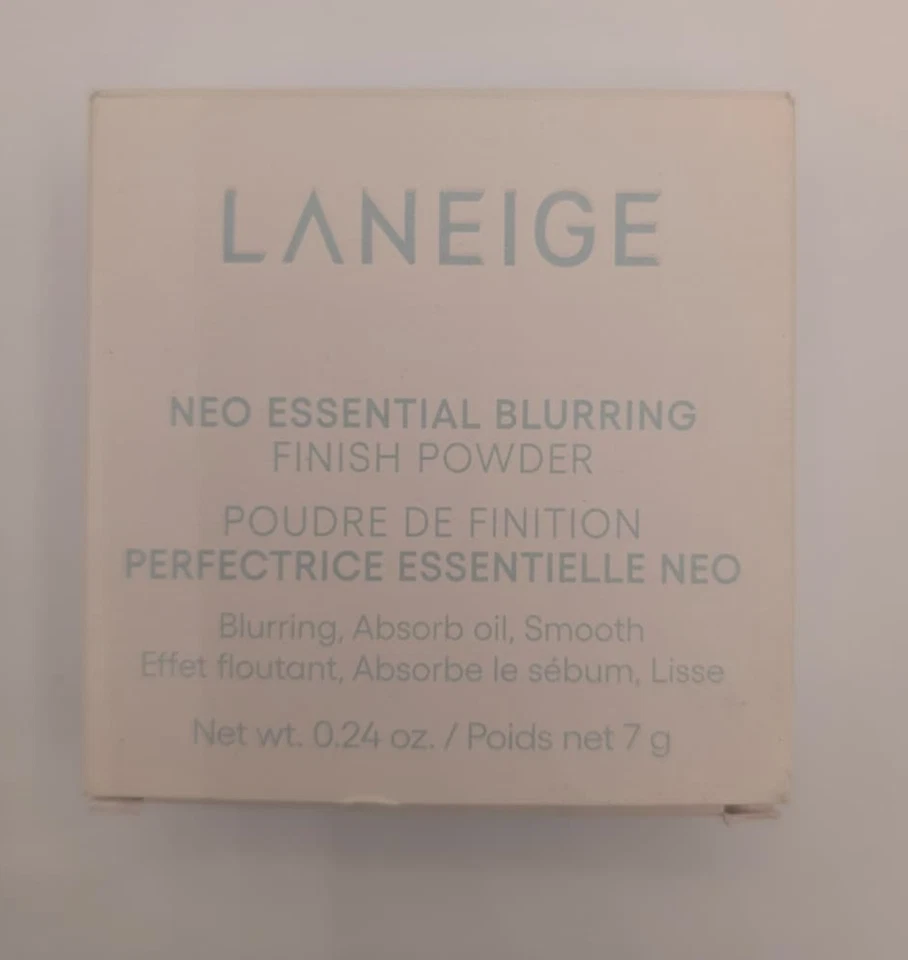 LANEIGE
NEO ESSENTIAL BLURRING
FINISH POWDER
POUDRE DE FINITION
PERFECTRICE ESSENTIELLE NEO
Blurring, Absorb oil, Smooth
Effet floutant, Absorbe le sébum, Lisse
Net wt. 0.24 oz. / Poids net 7 g